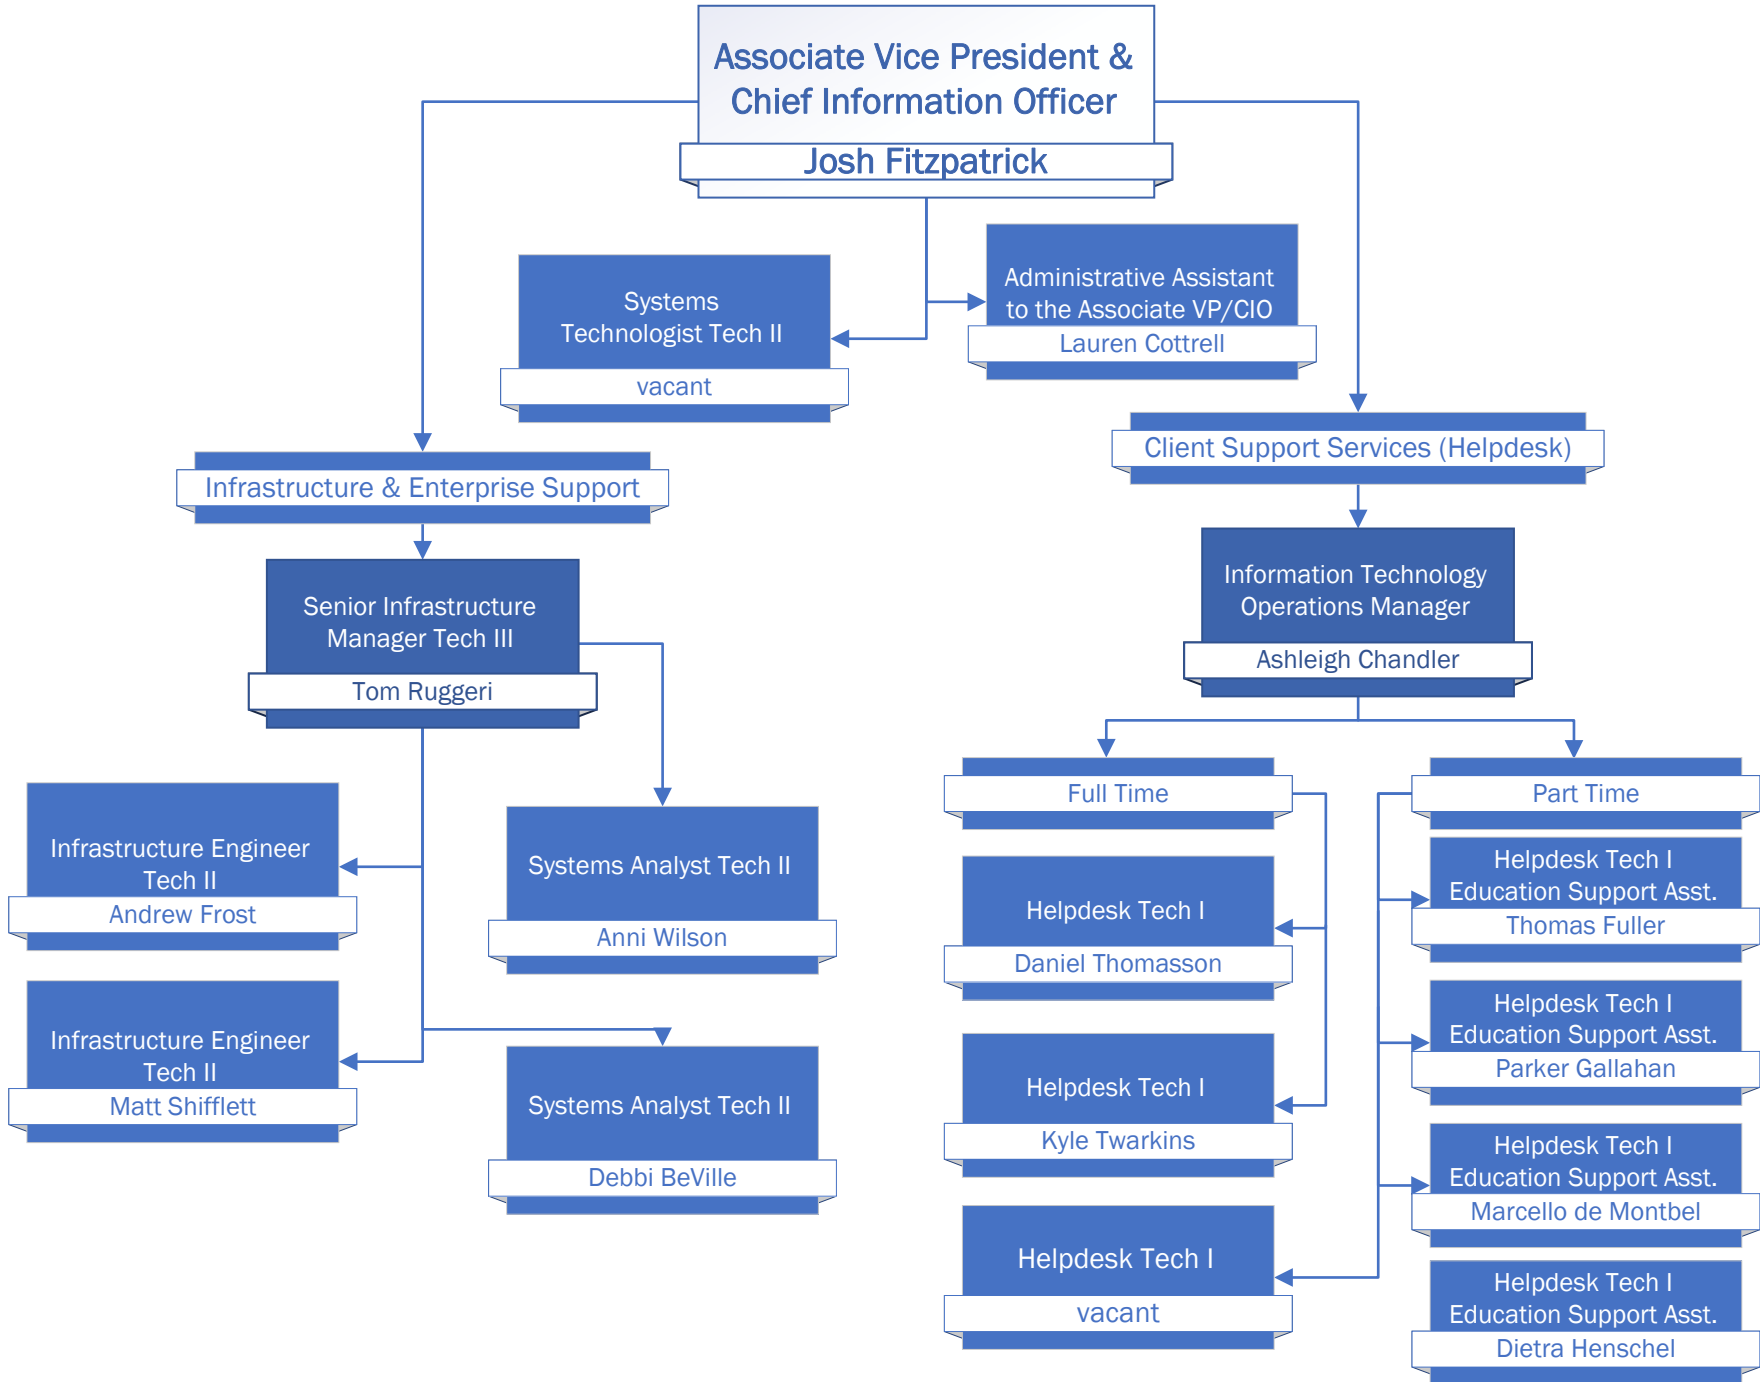 Associate Vice President &
Chief Information Officer
Josh Fitzpatrick
Systems
Technologist Tech II
vacant
Administrative Assistant
to the Associate VP/CIO
Lauren Cottrell
Infrastructure & Enterprise Support
Client Support Services (Helpdesk)
Senior Infrastructure
Manager Tech III
Tom Ruggeri
Information Technology
Operations Manager
Ashleigh Chandler
Infrastructure Engineer
Tech II
Andrew Frost
Infrastructure Engineer
Tech II
Matt Shifflett
Systems Analyst Tech II
Anni Wilson
Systems Analyst Tech II
Debbi BeVille
Full Time
Helpdesk Tech I
Daniel Thomasson
Helpdesk Tech I
Kyle Twarkins
Helpdesk Tech I
vacant
Part Time
Helpdesk Tech I
Education Support Asst.
Thomas Fuller
Helpdesk Tech I
Education Support Asst.
Parker Gallahan
Helpdesk Tech I
Education Support Asst.
Marcello de Montbel
Helpdesk Tech I
Education Support Asst.
Dietra Henschel